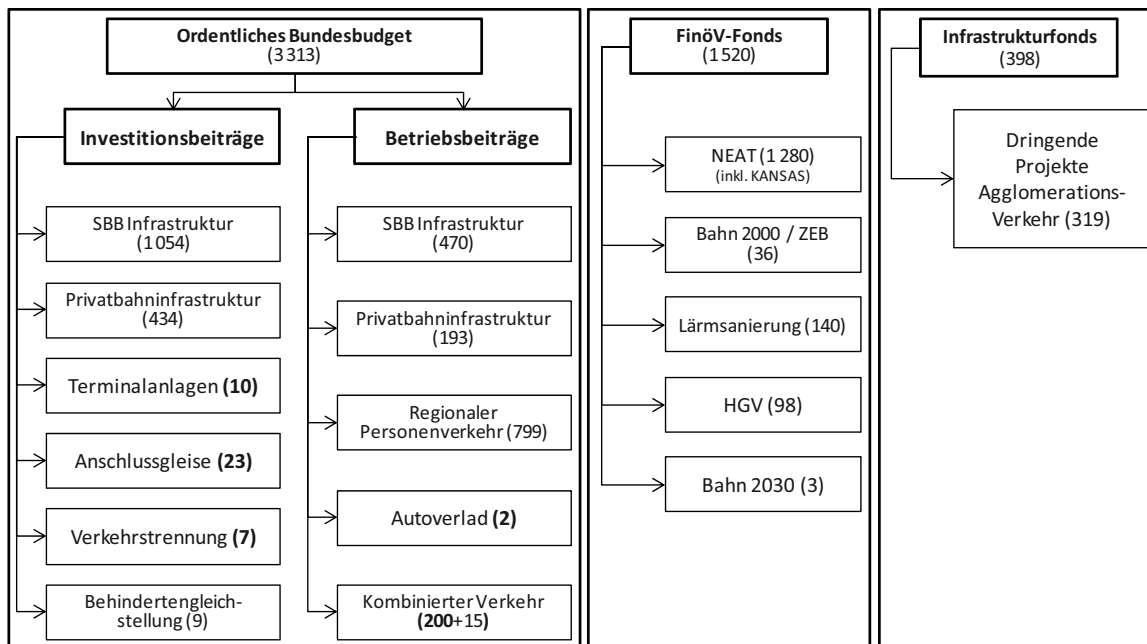 Ordentliches Bundesbudget
(3 313)
Investitionsbeiträge
SBB Infrastruktur
(1 054)
Privatbahninfrastruktur
(434)
Terminalanlagen (10)
Anschlussgleise (23)
Verkehrstrennung (7)
Behindertengleich-
stellung (9)
Betriebsbeiträge
SBB Infrastruktur
(470)
Privatbahninfrastruktur
(193)
Regionaler
Personenverkehr (799)
Autoverlad (2)
Kombinierter Verkehr
(200+15)
FinöV-Fonds
(1 520)
NEAT (1 280)
(inkl. KANSAS)
Bahn 2000 / ZEB
(36)
Lärmsanierung (140)
HGV (98)
Bahn 2030 (3)
Infrastrukturfonds
(398)
Dringende
Projekte
Agglomerations-
Verkehr (319)